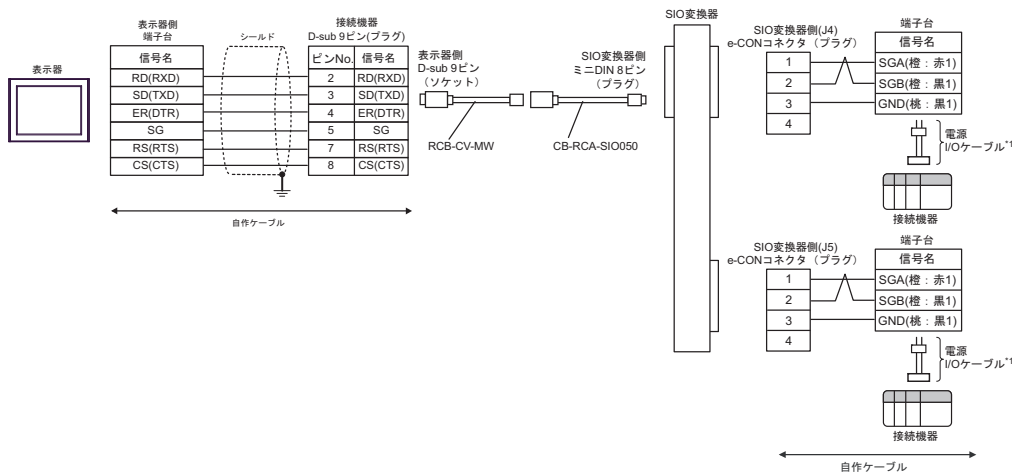 表示器
表示器側
端子台
信号名
RD(RXD)
SD(TXD)
ER(DTR)
SG
RS(RTS)
CS(CTS)
シールド
接続機器
D-sub 9ピン(プラグ)
ピンNo. 信号名
2 RD(RXD)
3 SD(TXD)
4 ER(DTR)
5 SG
7 RS(RTS)
8 CS(CTS)
自作ケーブル
表示器側
D-sub 9ピン
(ソケット)
RCB-CV-MW
SIO変換器側
ミニDIN 8ピン
(プラグ)
CB-RCA-SIO050
SIO変換器
SIO変換器側(J4)
e-CONコネクタ(プラグ)
1
2
3
4
端子台
信号名
SGA(橙:赤1)
SGB(橙:黒1)
GND(桃:黒1)
電源
I/Oケーブル*1
接続機器
SIO変換器側(J5)
e-CONコネクタ(プラグ)
1
2
3
4
端子台
信号名
SGA(橙:赤1)
SGB(橙:黒1)
GND(桃:黒1)
電源
I/Oケーブル*1
接続機器
自作ケーブル